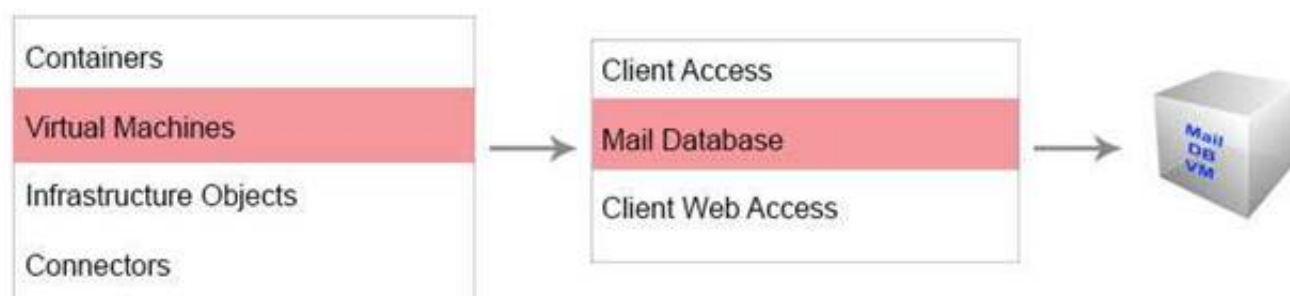 Containers
Virtual Machines
Infrastructure Objects
Connectors
Client Access
Mail Database
Client Web Access
Mail
DB
VM